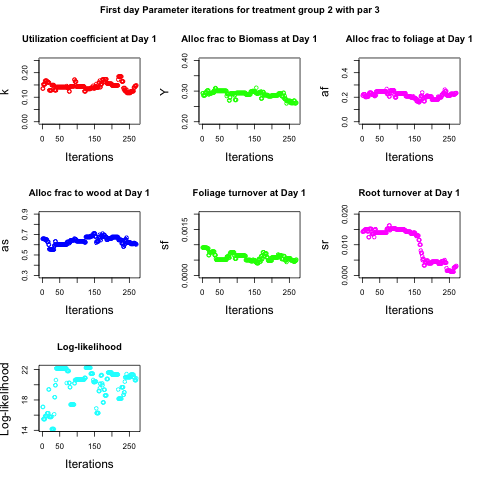 First day Parameter iterations for treatment group 2 with par 3
Utilization coefficient at Day 1
k
0.00 0.10 0.20
0 50 150 250
Iterations
Alloc frac to Biomass at Day 1
Y
0.20 0.30 0.40
0 50 150 250
Iterations
Alloc frac to foliage at Day 1
af
0.0 0.2 0.4
0 50 150 250
Iterations
Alloc frac to wood at Day 1
as
0.3 0.5 0.7 0.9
0 50 150 250
Iterations
Foliage turnover at Day 1
sf
0.0000 0.0015
0 50 150 250
Iterations
Root turnover at Day 1
sr
0.000 0.010 0.020
0 50 150 250
Iterations
Log-likelihood
Log-likelihood
14 18 22
0 50 150 250
Iterations